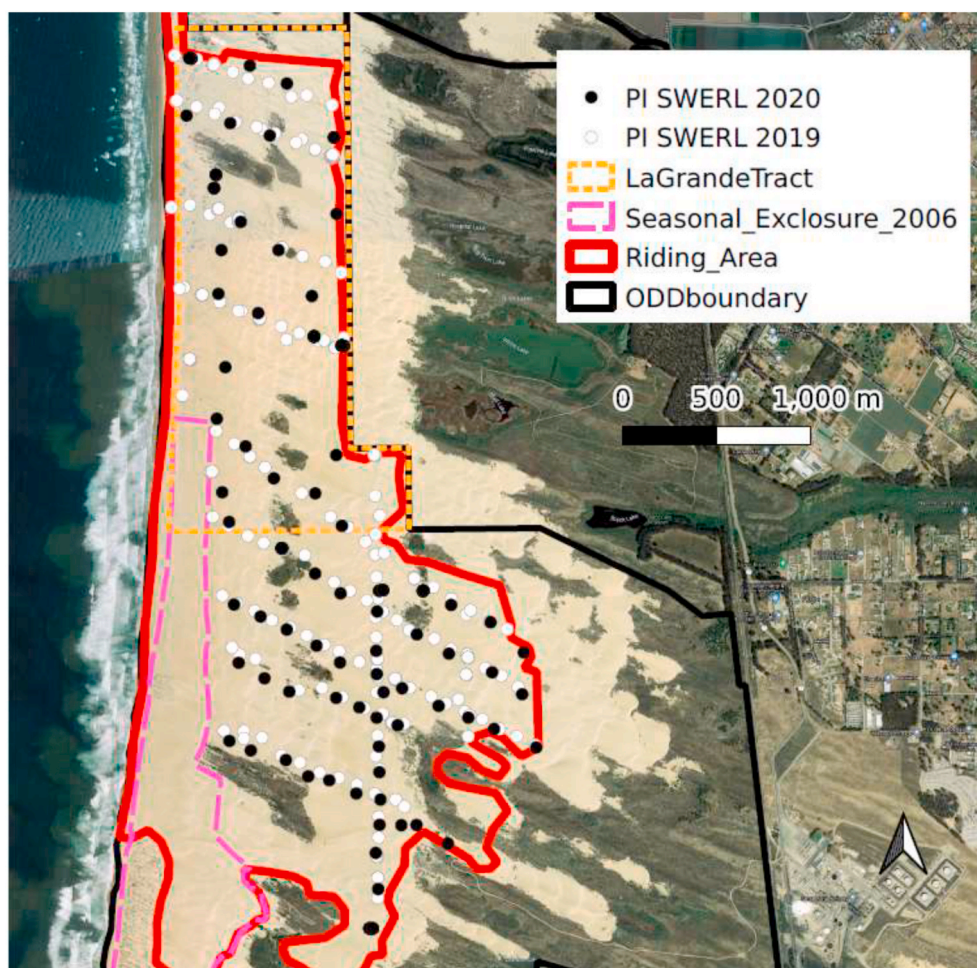 PI SWERL 2020
PI SWERL 2019
LaGrandeTract
Seasonal_Exclosure_2006
Riding_Area
ODDboundary
0 500 1,000 m